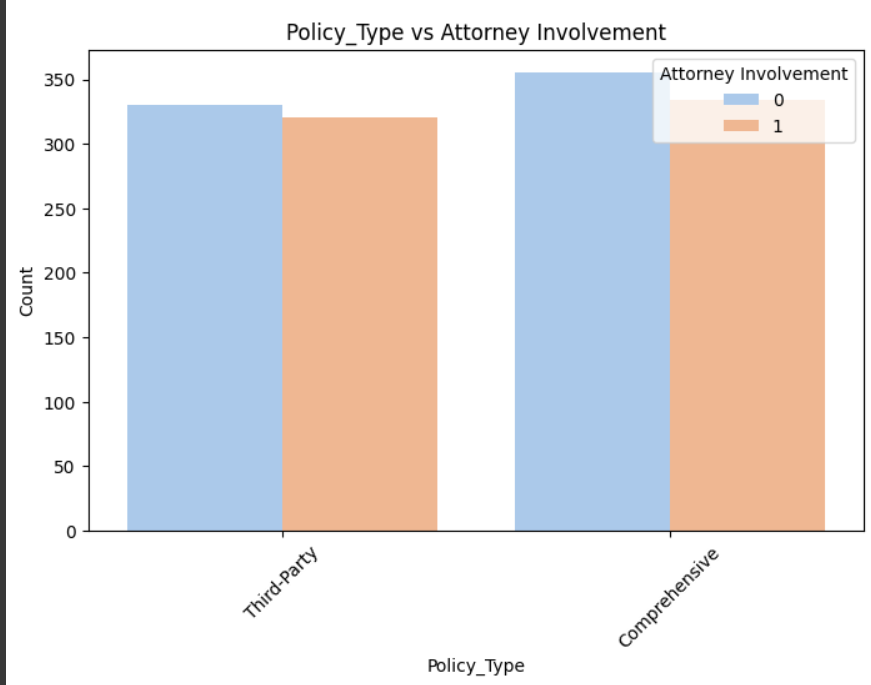 Policy_Type vs Attorney Involvement
Attorney Involvement
0
1
350
300
250
200
150
100
50
0
Count
Third-Party
Comprehensive
Policy_Type